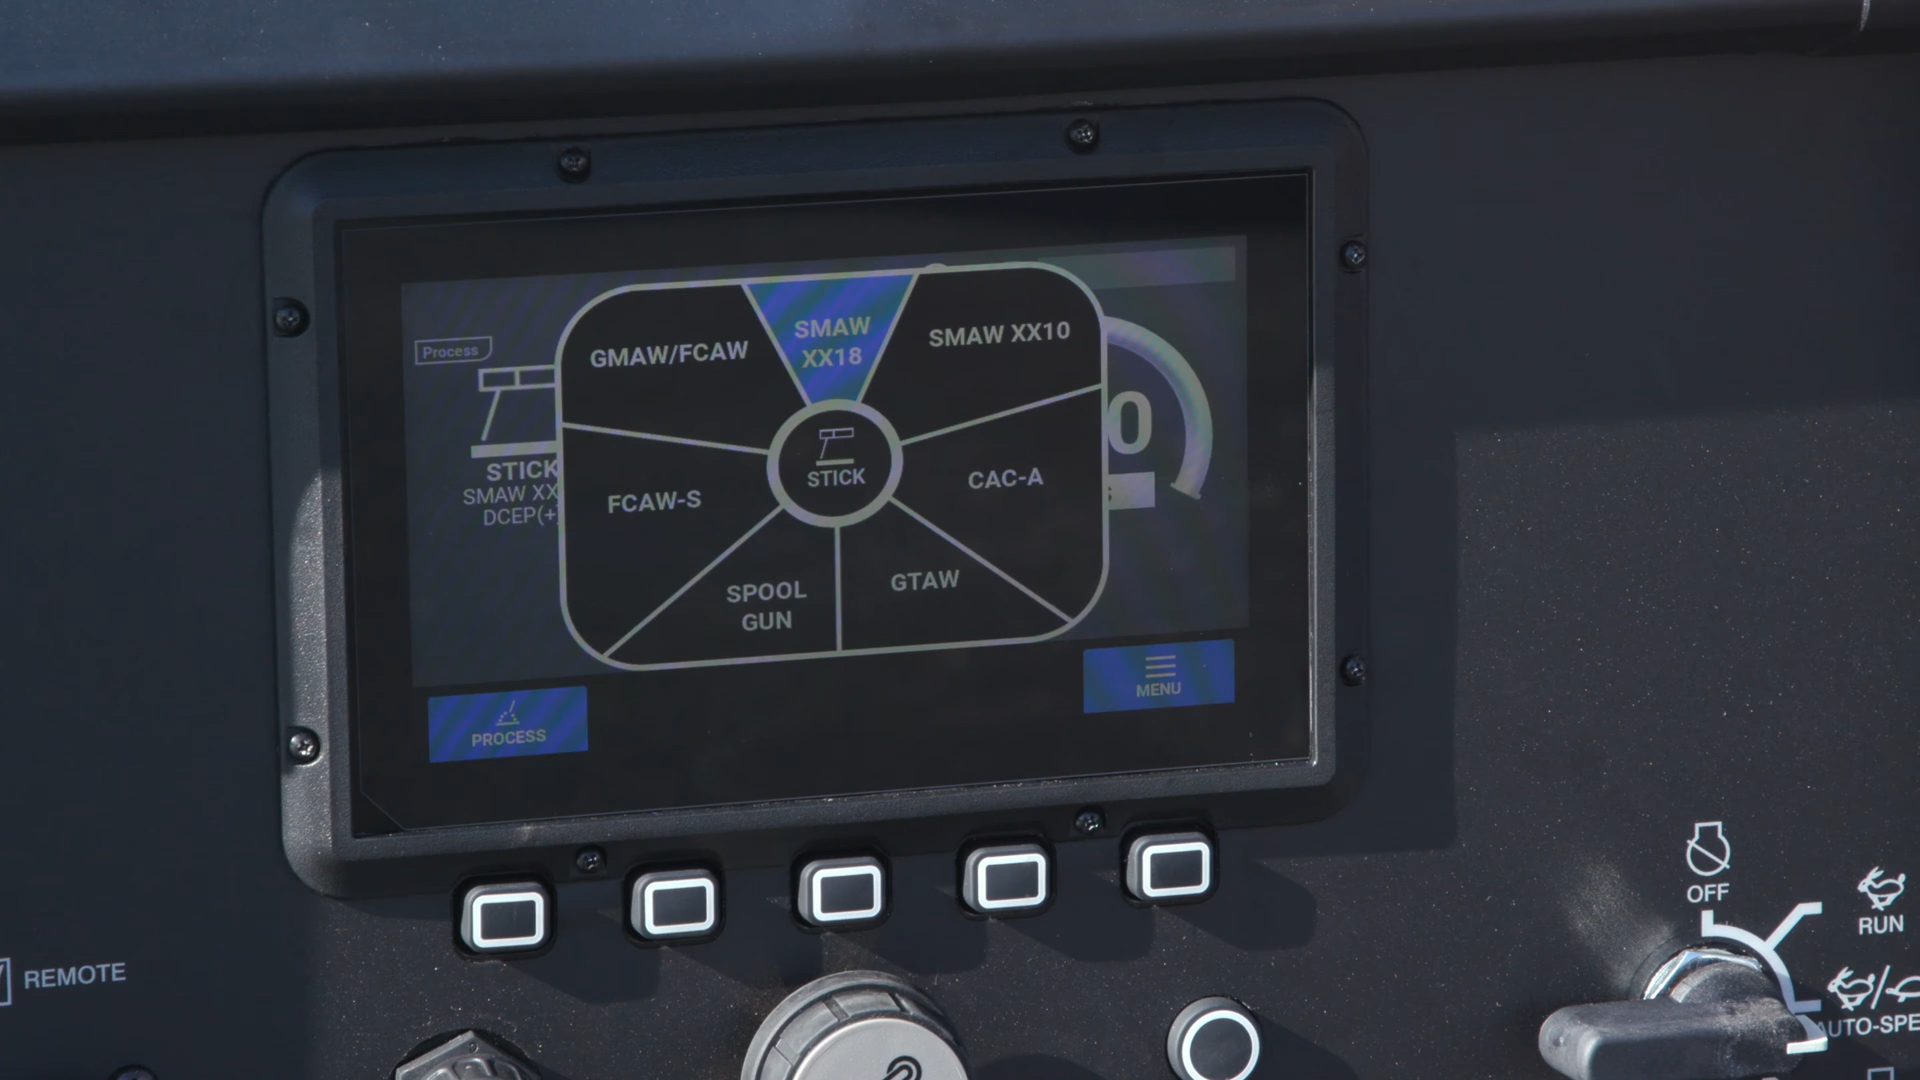 Process
STICK
SMAW XX
DCEP(+)
GMAW/FCAW
SMAW
XX18
SMAW XX10
FCAW-S
STICK
CAC-A
SPOOL
GUN
GTAW
0
PROCESS
MENU
REMOTE
OFF
RUN
AUTO-SPE